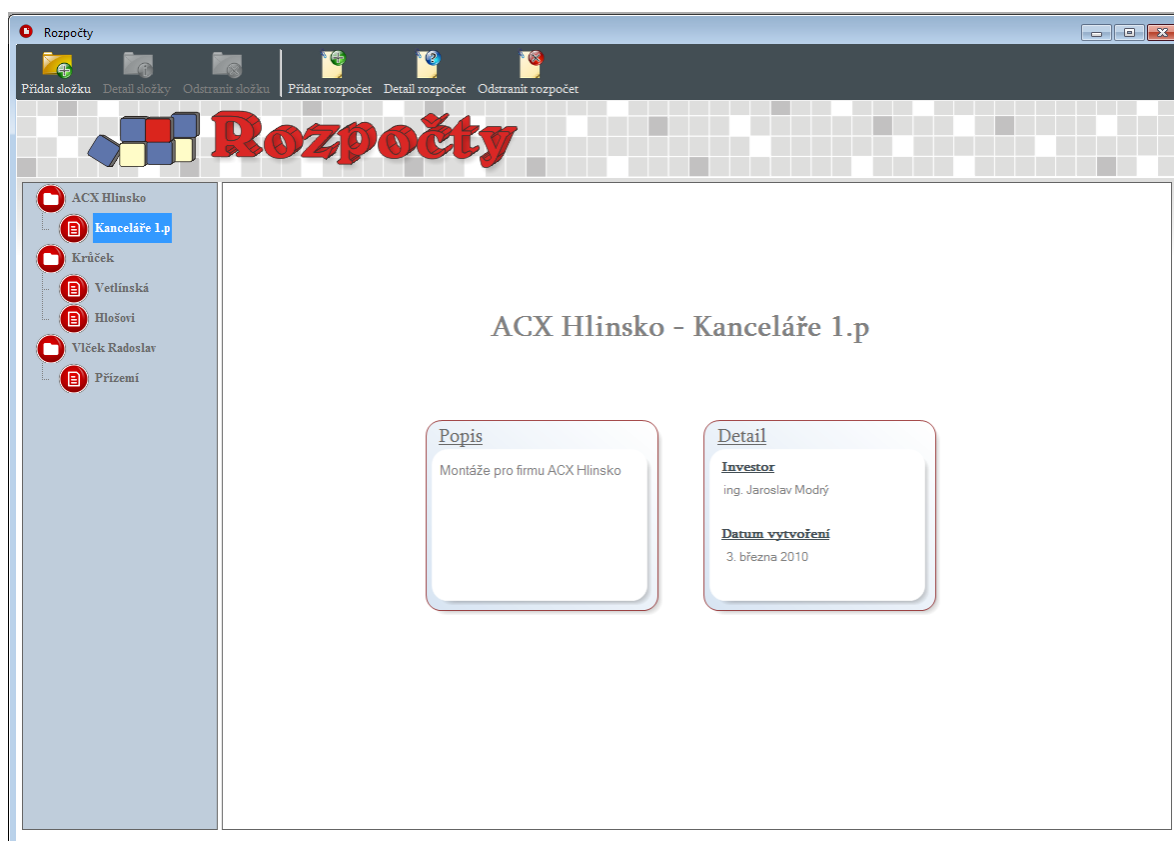 Rozpočty
Přidat složku Detail složky Odstranit složku Přidat rozpočet Detail rozpočet Odstranit rozpočet
Rozpočty
ACX Hlinsko
Kanceláře 1.p
Krůček
Vetlínská
Hlošovi
Vlček Radoslav
Přízemí
ACX Hlinsko - Kanceláře 1.p
Popis
Montáže pro firmu ACX Hlinsko
Detail
Investor
ing. Jaroslav Modrý
Datum vytvoření
3. března 2010